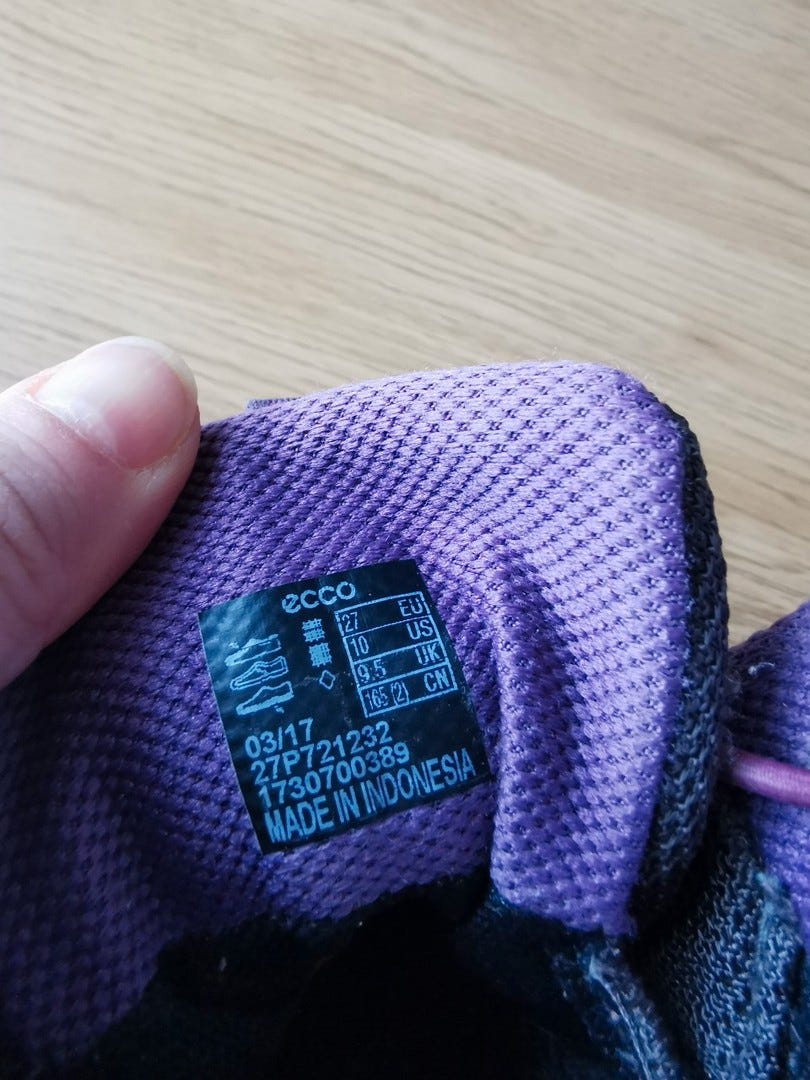 ecco
27 EU
10 US
9.5 UK
165 (2) CN
03/17
27P721232
1730700389
MADE IN INDONESIA